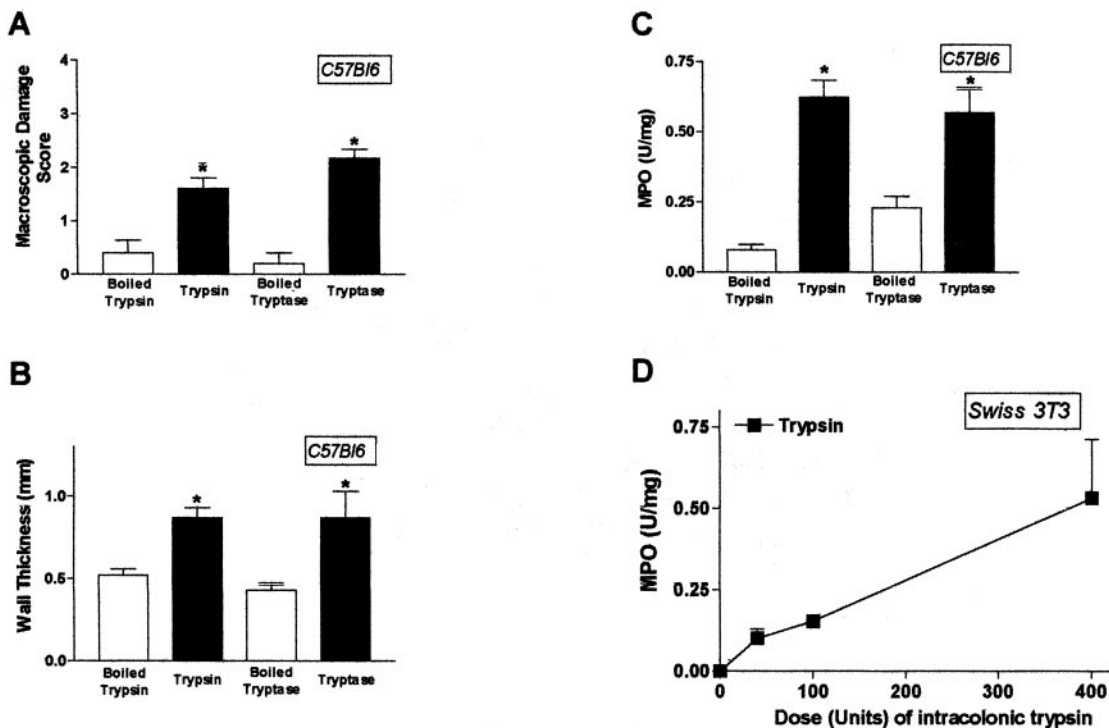 A
C57Bl6
Macroscopic Damage
Score
4
3
2
1
0
*
*
Boiled
Trypsin
Trypsin
Boiled
Tryptase
Tryptase
B
C57Bl6
Wall Thickness (mm)
1.0
0.5
0.0
*
*
Boiled
Trypsin
Trypsin
Boiled
Tryptase
Tryptase
C
C57Bl6
MPO (U/mg)
0.75
0.50
0.25
0.00
*
*
Boiled
Trypsin
Trypsin
Boiled
Tryptase
Tryptase
D
Swiss 3T3
Trypsin
MPO (U/mg)
0.75
0.50
0.25
0.00
0 100 200 300 400
Dose (Units) of intracolonic trypsin